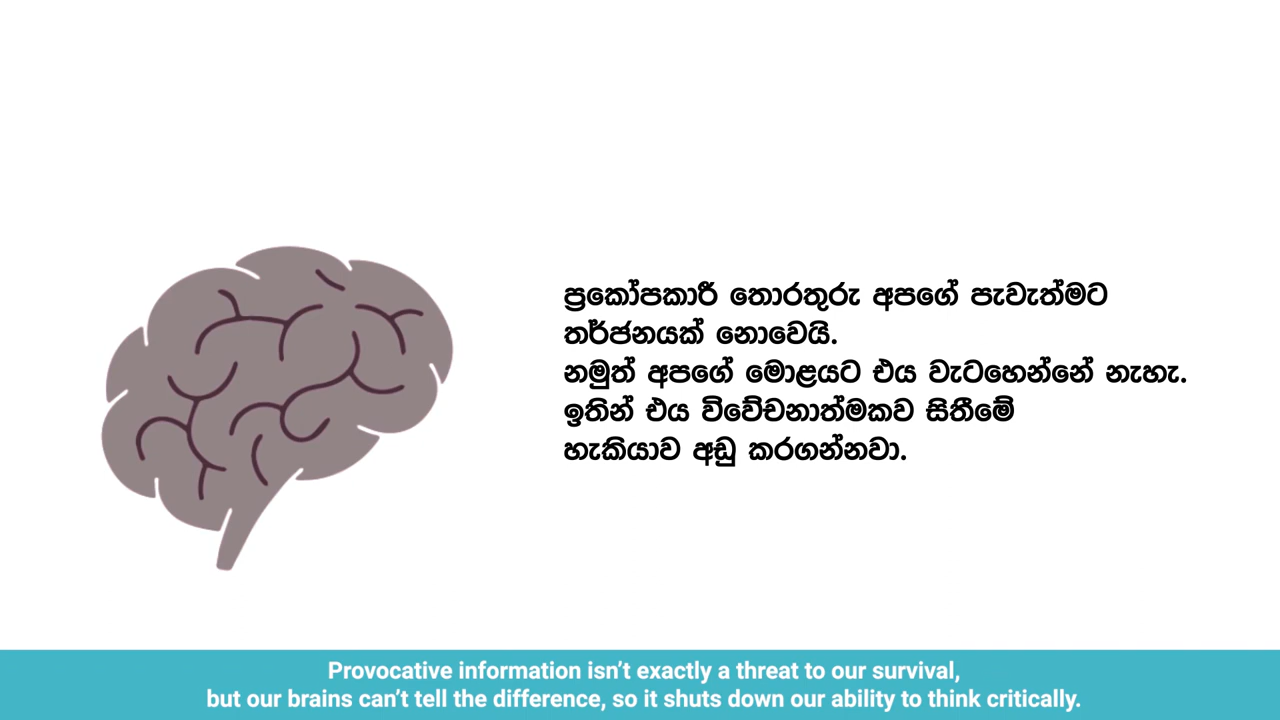 ප්‍රකෝපකාරී තොරතුරු අපගේ පැවැත්මට
තර්ජනයක් නොවෙයි.
නමුත් අපගේ මොළයට එය වැටහෙන්නේ නැහැ.
ඉතින් එය විවේචනාත්මකව සිතීමේ
හැකියාව අඩු කරගන්නවා.
Provocative information isn’t exactly a threat to our survival,
but our brains can’t tell the difference, so it shuts down our ability to think critically.